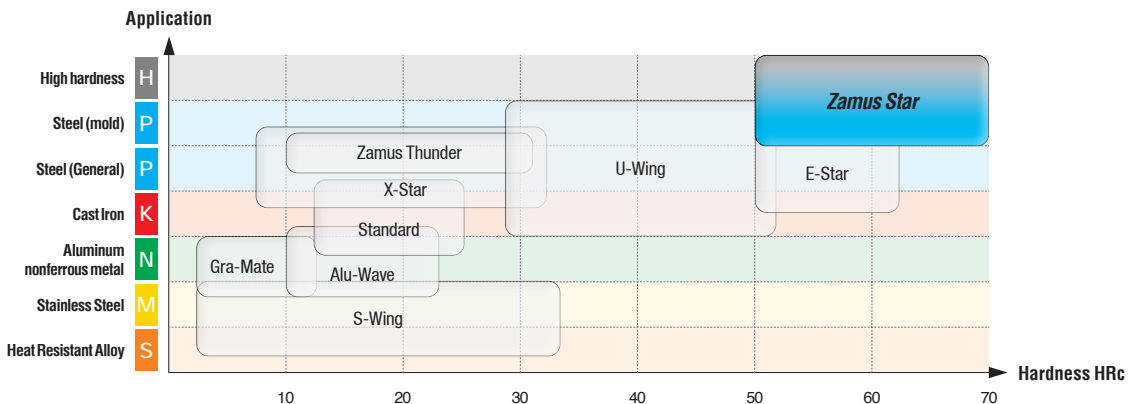 Application
High hardness H
Steel (mold) P
Steel (General) P
Cast Iron K
Aluminum
nonferrous metal N
Stainless Steel M
Heat Resistant Alloy S
Zamus Star
Zamus Thunder
U-Wing
E-Star
X-Star
Standard
Gra-Mate
Alu-Wave
S-Wing
Hardness HRc
10 20 30 40 50 60 70